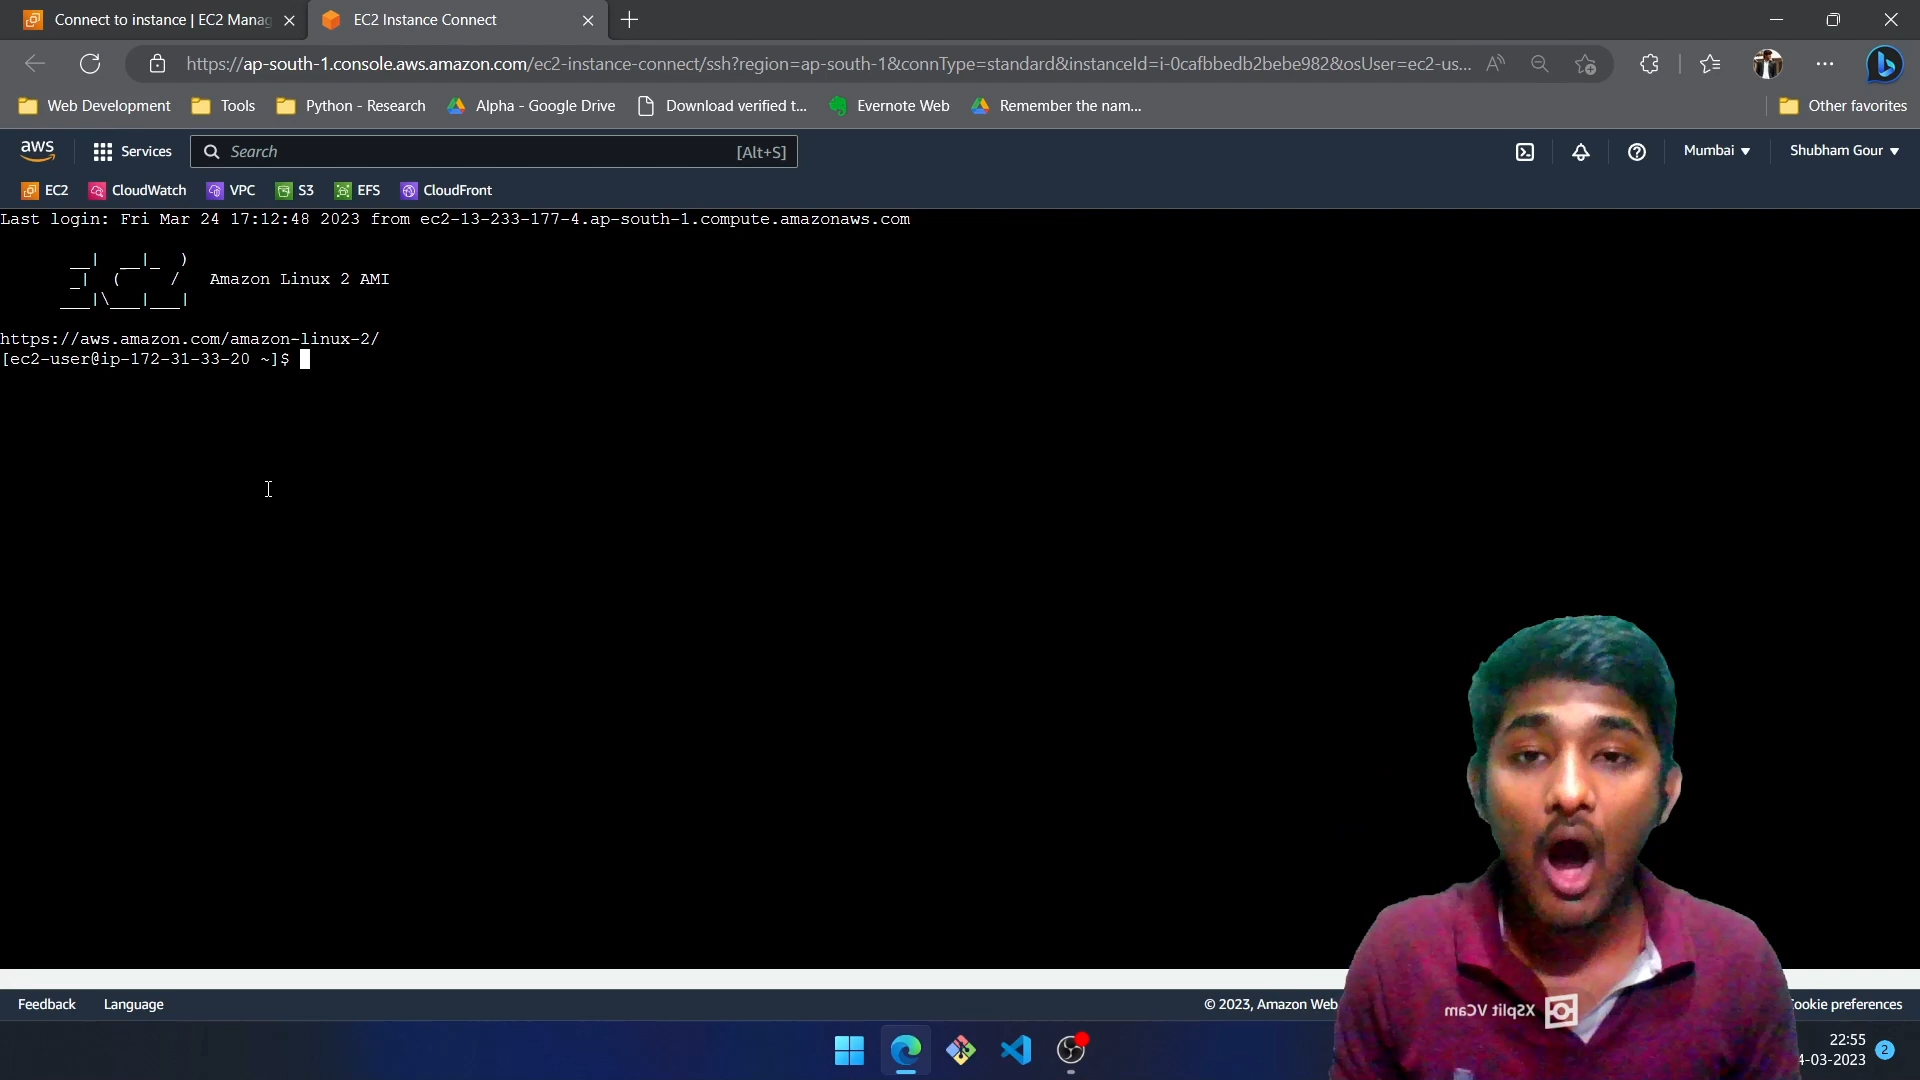 Connect to instance | EC2 Manag
EC2 Instance Connect
https://ap-south-1.console.aws.amazon.com/ec2-instance-connect/ssh?region=ap-south-1&connType=standard&instanceId=i-0cafbbedb2bebe982&osUser=ec2-us...
Web Development
Tools
Python - Research
Alpha - Google Drive
Download verified t...
Evernote Web
Remember the nam...
Other favorites
aws
Services
Search
[Alt+S]
Mumbai
Shubham Gour
EC2
CloudWatch
VPC
S3
EFS
CloudFront
Last login: Fri Mar 24 17:12:48 2023 from ec2-13-233-177-4.ap-south-1.compute.amazonaws.com
Amazon Linux 2 AMI
https://aws.amazon.com/amazon-linux-2/
[ec2-user@ip-172-31-33-20 ~]$
Feedback
Language
© 2023, Amazon Web
ookie preferences
XSplit VCam
22:55
4-03-2023
2